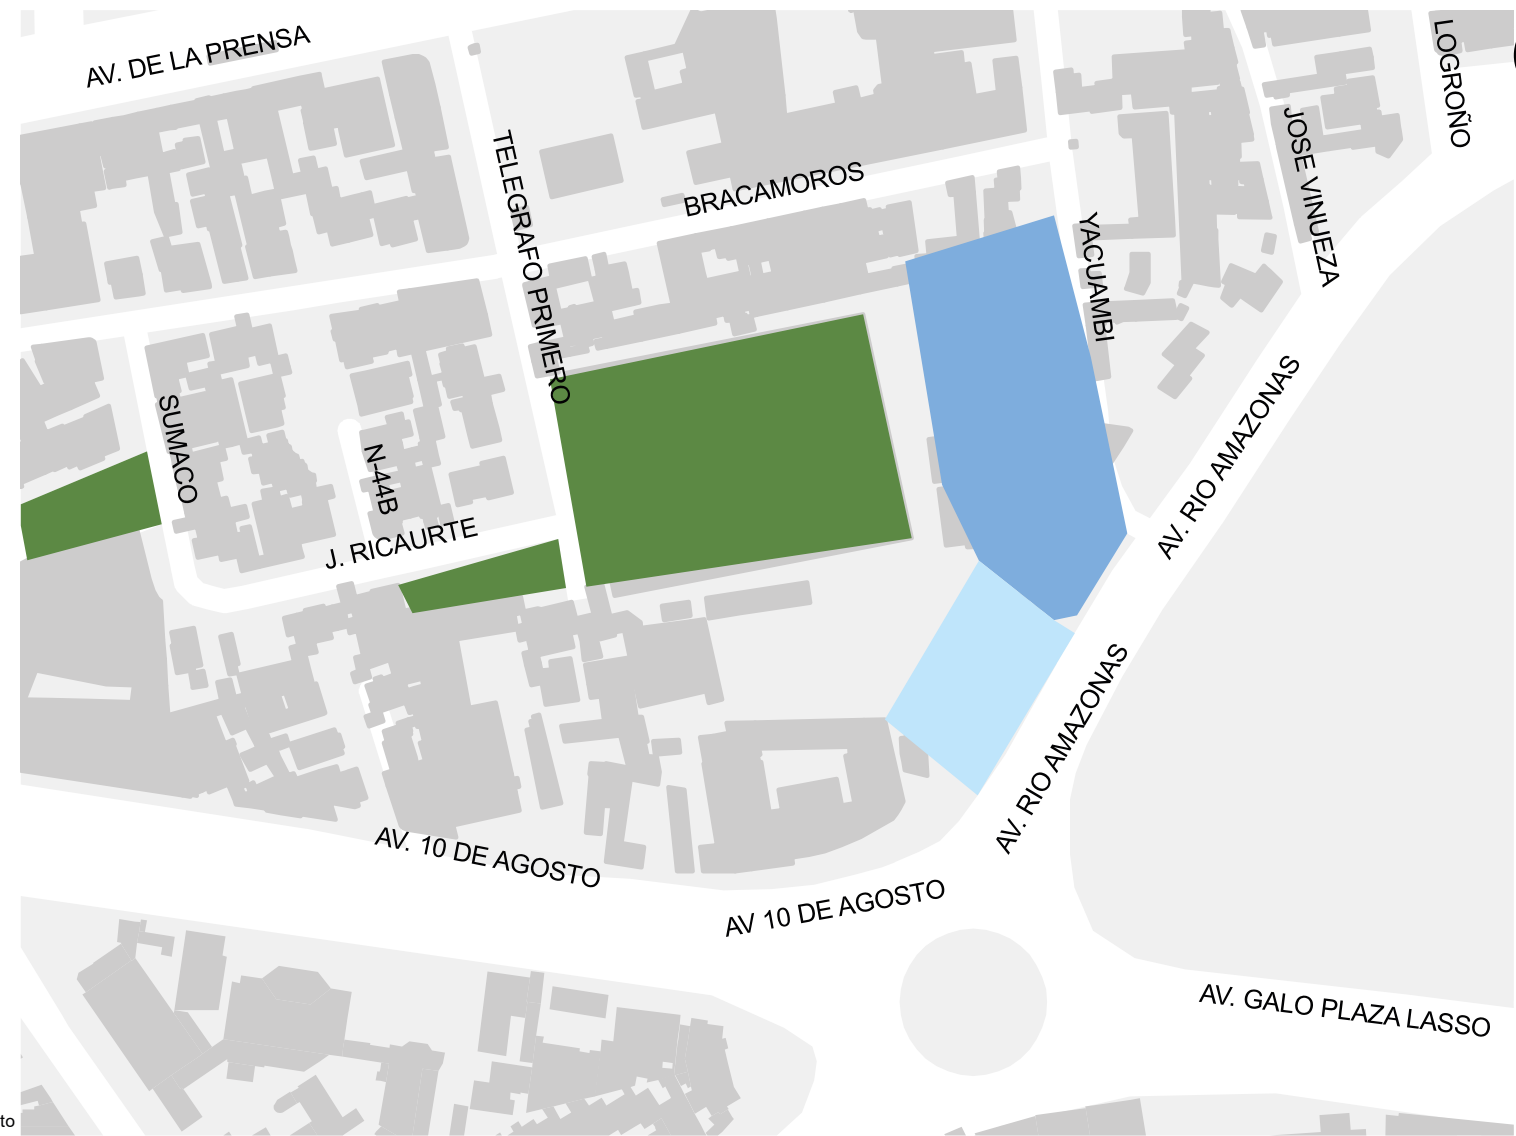 AV. DE LA PRENSA
LOGROÑO
JOSE VINUEZA
TELEGRAFO PRIMERO
BRACAMOROS
YACUAMBI
SUMACO
N-44B
AV. RIO AMAZONAS
J. RICAURTE
AV. RIO AMAZONAS
AV. 10 DE AGOSTO
AV 10 DE AGOSTO
AV. GALO PLAZA LASSO
to